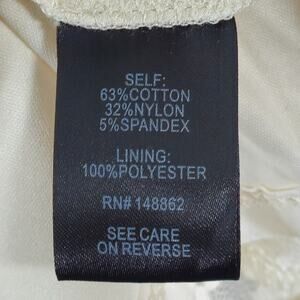 SELF:
63%COTTON
32%NYLON
5%SPANDEX
LINING:
100%POLYESTER
RN# 148862
SEE CARE
ON REVERSE